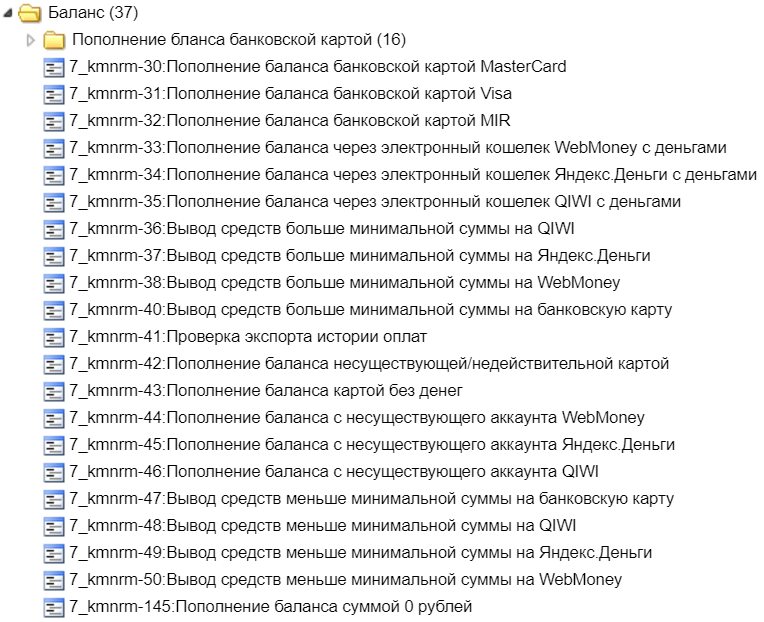 Баланс (37)
Пополнение бланса банковской картой (16)
7_kmnrm-30:Пополнение баланса банковской картой MasterCard
7_kmnrm-31:Пополнение баланса банковской картой Visa
7_kmnrm-32:Пополнение баланса банковской картой MIR
7_kmnrm-33:Пополнение баланса через электронный кошелек WebMoney с деньгами
7_kmnrm-34:Пополнение баланса через электронный кошелек Яндекс.Деньги с деньгами
7_kmnrm-35:Пополнение баланса через электронный кошелек QIWI с деньгами
7_kmnrm-36:Вывод средств больше минимальной суммы на QIWI
7_kmnrm-37:Вывод средств больше минимальной суммы на Яндекс.Деньги
7_kmnrm-38:Вывод средств больше минимальной суммы на WebMoney
7_kmnrm-40:Вывод средств больше минимальной суммы на банковскую карту
7_kmnrm-41:Проверка экспорта истории оплат
7_kmnrm-42:Пополнение баланса несуществующей/недействительной картой
7_kmnrm-43:Пополнение баланса картой без денег
7_kmnrm-44:Пополнение баланса с несуществующего аккаунта WebMoney
7_kmnrm-45:Пополнение баланса с несуществующего аккаунта Яндекс.Деньги
7_kmnrm-46:Пополнение баланса с несуществующего аккаунта QIWI
7_kmnrm-47:Вывод средств меньше минимальной суммы на банковскую карту
7_kmnrm-48:Вывод средств меньше минимальной суммы на QIWI
7_kmnrm-49:Вывод средств меньше минимальной суммы на Яндекс.Деньги
7_kmnrm-50:Вывод средств меньше минимальной суммы на WebMoney
7_kmnrm-145:Пополнение баланса суммой 0 рублей